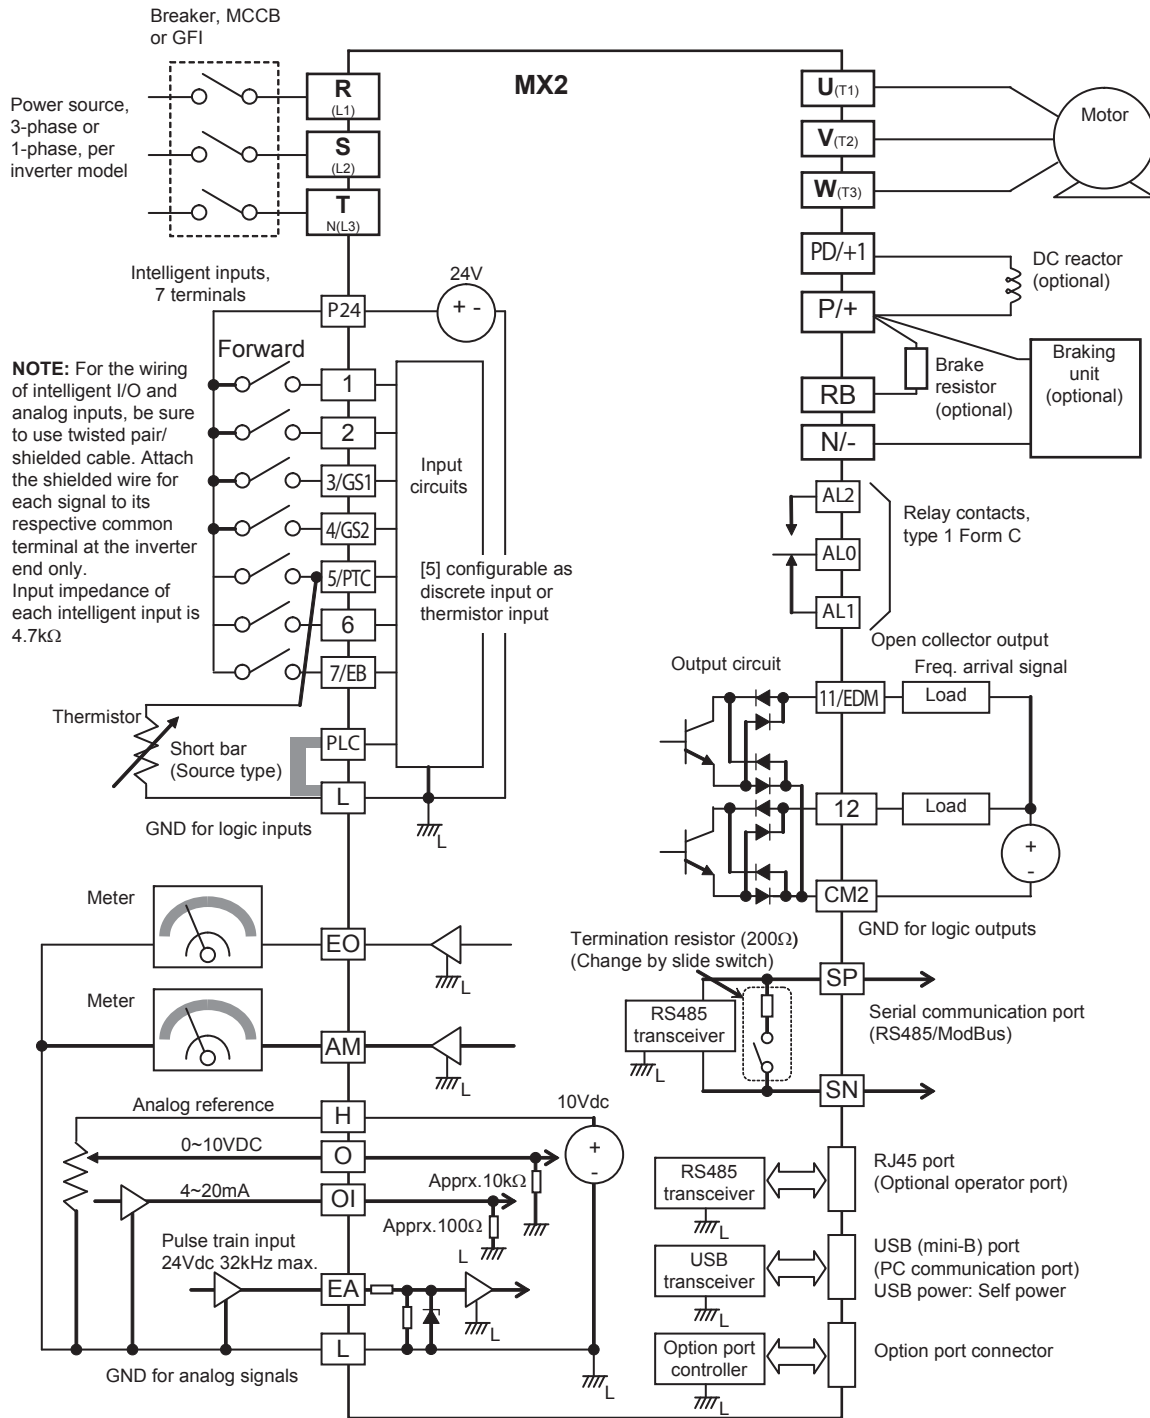 Breaker, MCCB
or GFI
Power source,
3-phase or
1-phase, per
inverter model
R
(L1)
S
(L2)
T
N(L3)
MX2
U(T1)
V(T2)
W(T3)
Motor
PD/+1
P/+
DC reactor
(optional)
RB
Brake
resistor
(optional)
Braking
unit
(optional)
N/-
Intelligent inputs,
7 terminals
24V
+ -
P24
Forward
NOTE: For the wiring
of intelligent I/O and
analog inputs, be sure
to use twisted pair/
shielded cable. Attach
the shielded wire for
each signal to its
respective common
terminal at the inverter
end only.
Input impedance of
each intelligent input is
4.7kΩ
1
2
3/GS1
4/GS2
5/PTC
6
7/EB
PLC
L
Input
circuits
[5] configurable as
discrete input or
thermistor input
Thermistor
Short bar
(Source type)
GND for logic inputs
L
AL2
AL0
AL1
Relay contacts,
type 1 Form C
Open collector output
Output circuit
Freq. arrival signal
11/EDM
Load
12
Load
+
-
CM2
GND for logic outputs
Meter
EO
L
Meter
AM
L
Termination resistor (200Ω)
(Change by slide switch)
RS485
transceiver
L
SP
Serial communication port
(RS485/ModBus)
SN
Analog reference
H
10Vdc
+
-
0~10VDC
O
Apprx.10kΩ
4~20mA
OI
Apprx.100Ω
Pulse train input
24Vdc 32kHz max.
EA
L
L
L
GND for analog signals
L
RS485
transceiver
L
RJ45 port
(Optional operator port)
USB
transceiver
L
USB (mini-B) port
(PC communication port)
USB power: Self power
Option port
controller
L
Option port connector